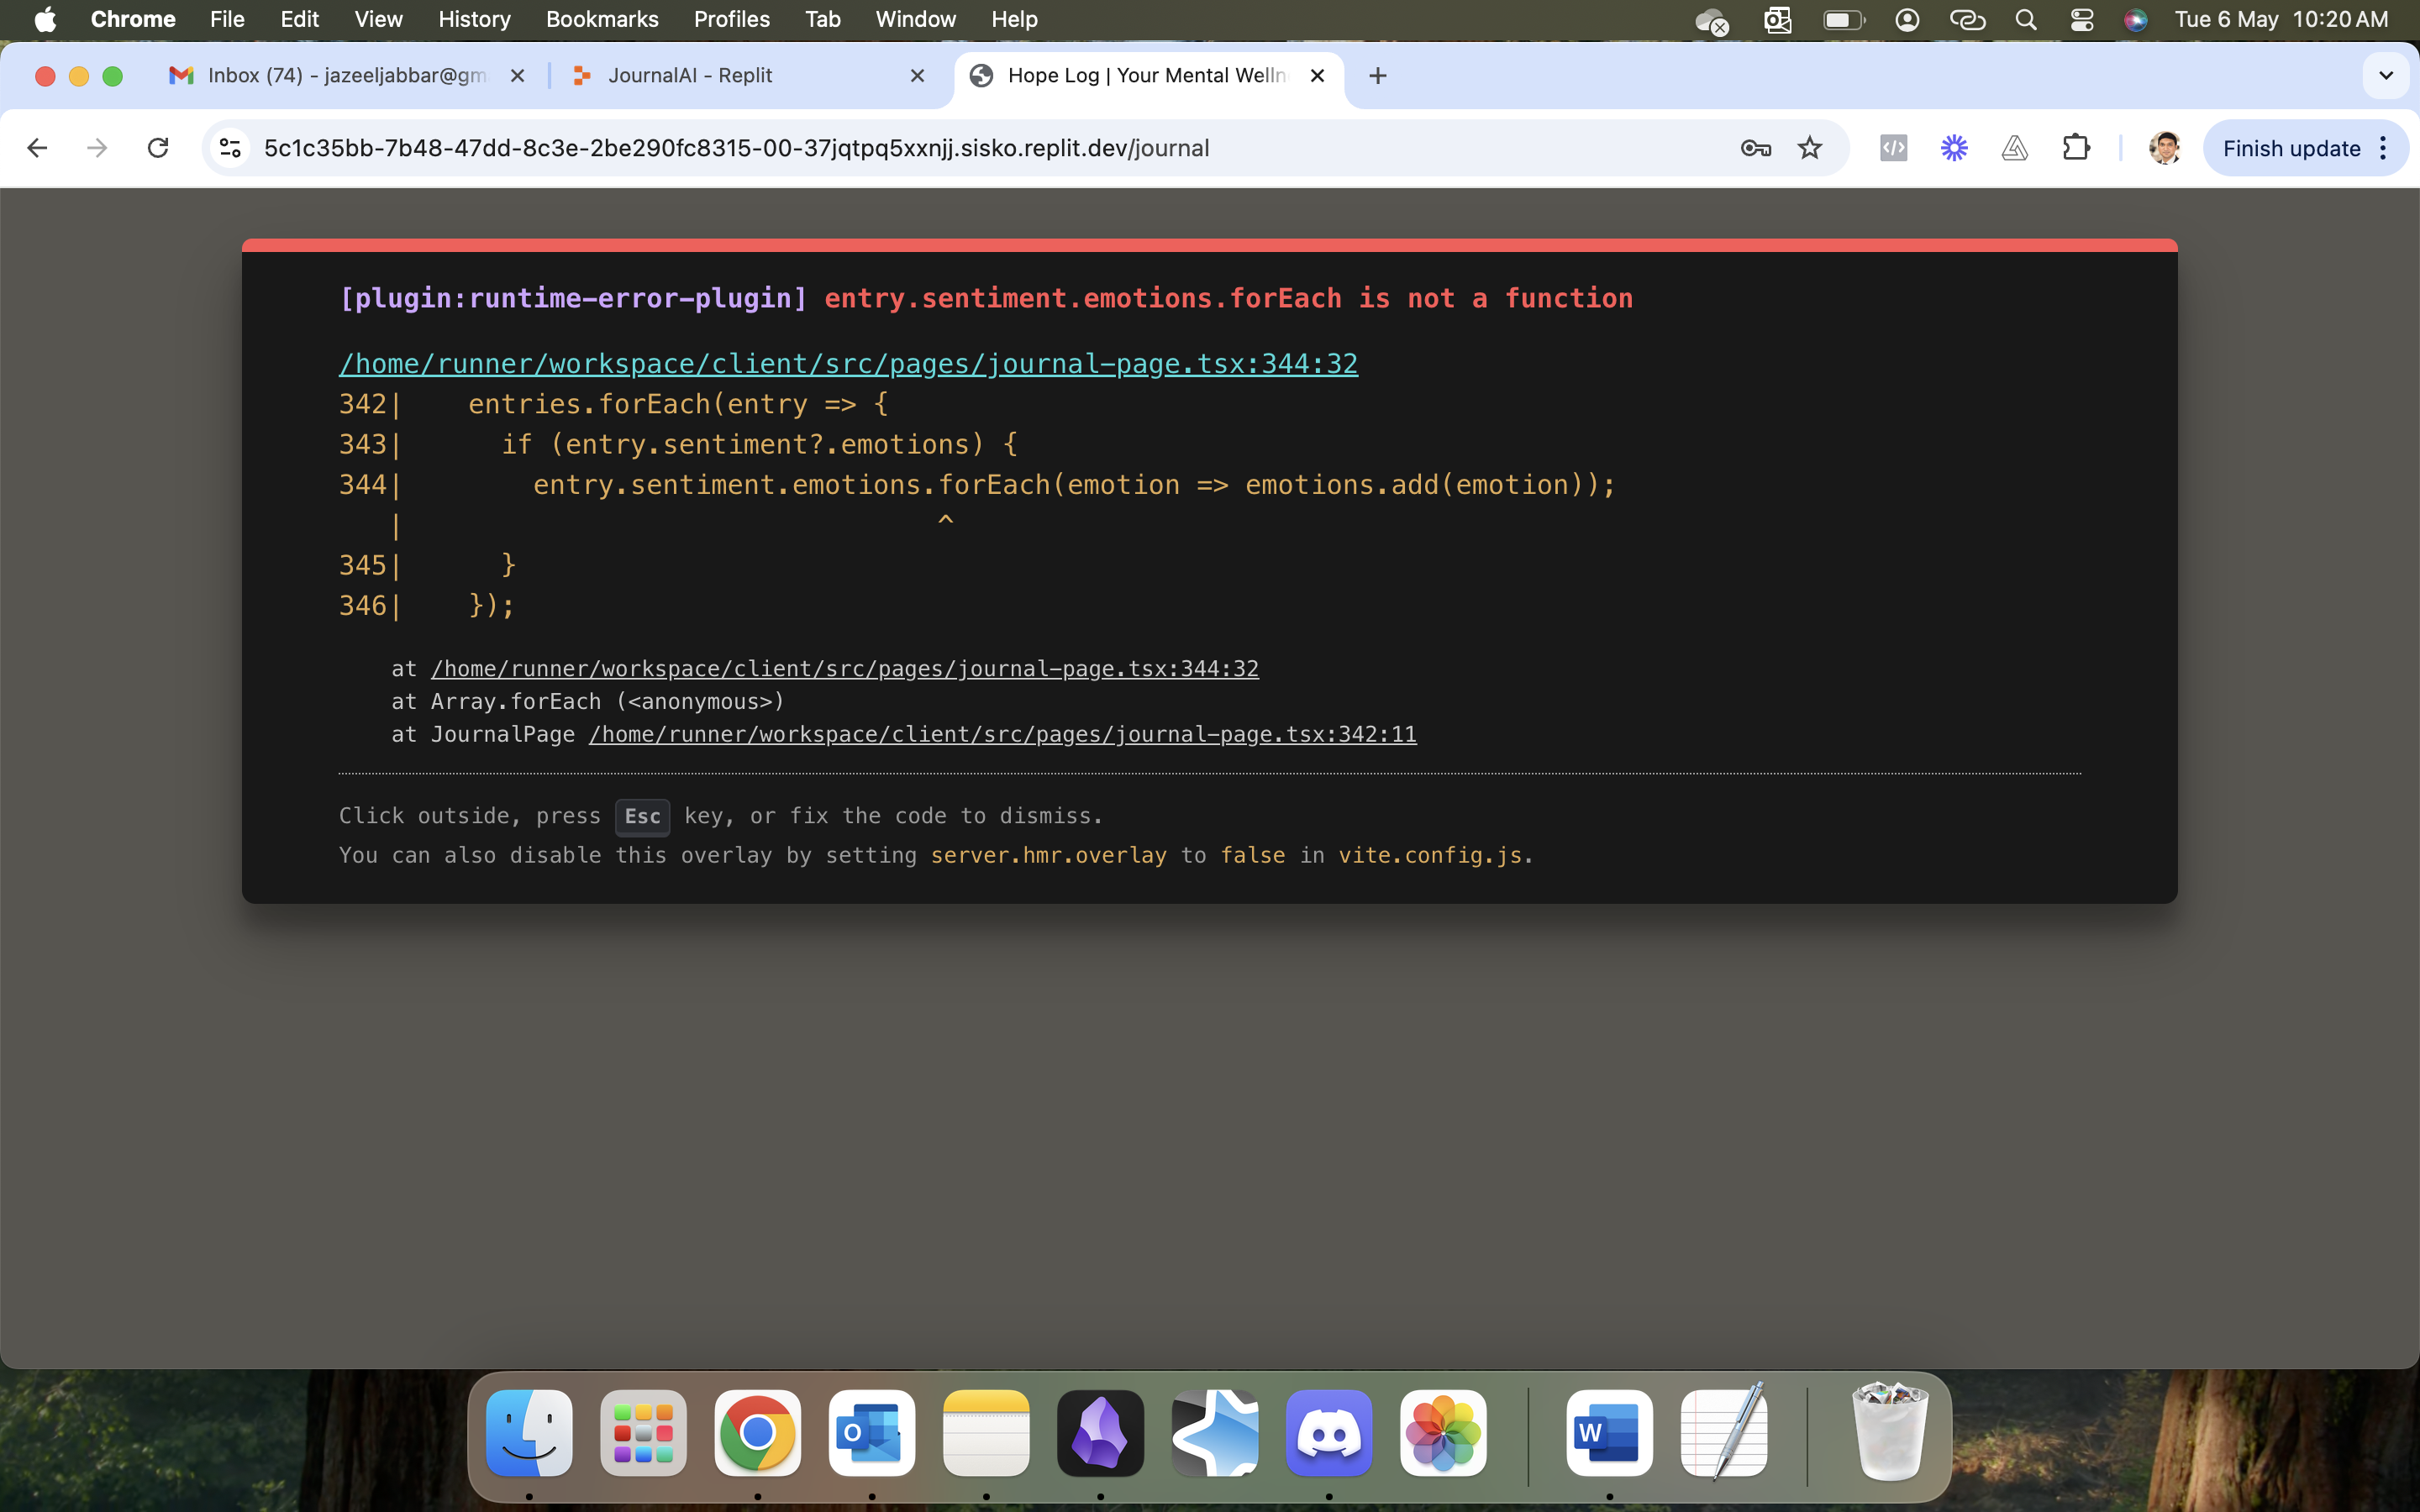 Chrome File Edit View History Bookmarks Profiles Tab Window Help Tue 6 May 10:20 AM
Inbox (74) - jazeeljabbar@gm JournalAI - Replit Hope Log | Your Mental Welln
5c1c35bb-7b48-47dd-8c3e-2be290fc8315-00-37jqtpq5xxnjj.sisko.replit.dev/journal Finish update
[plugin:runtime-error-plugin] entry.sentiment.emotions.forEach is not a function
/home/runner/workspace/client/src/pages/journal-page.tsx:344:32
342|    entries.forEach(entry => {
343|      if (entry.sentiment?.emotions) {
344|        entry.sentiment.emotions.forEach(emotion => emotions.add(emotion));
   |                                 ^
345|      }
346|    });
at /home/runner/workspace/client/src/pages/journal-page.tsx:344:32
at Array.forEach (<anonymous>)
at JournalPage /home/runner/workspace/client/src/pages/journal-page.tsx:342:11
Click outside, press Esc key, or fix the code to dismiss.
You can also disable this overlay by setting server.hmr.overlay to false in vite.config.js.